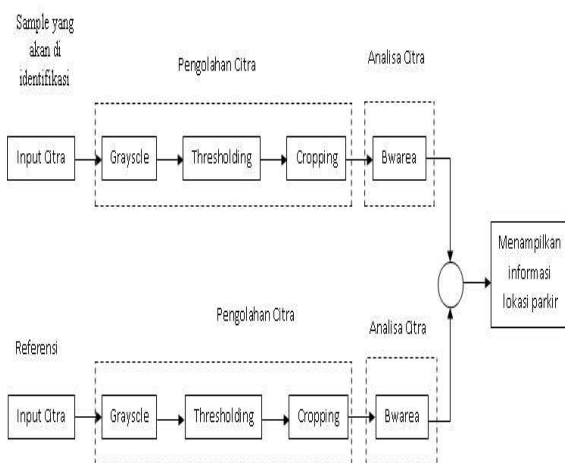 Sample yang
akan di
identifikasi
Pengolahan Citra
Analisa Citra
Input Citra
Grayscle
Thresholding
Cropping
Bwarea
Menampilkan
informasi
lokasi parkir
Referensi
Pengolahan Citra
Analisa Citra
Input Citra
Grayscle
Thresholding
Cropping
Bwarea